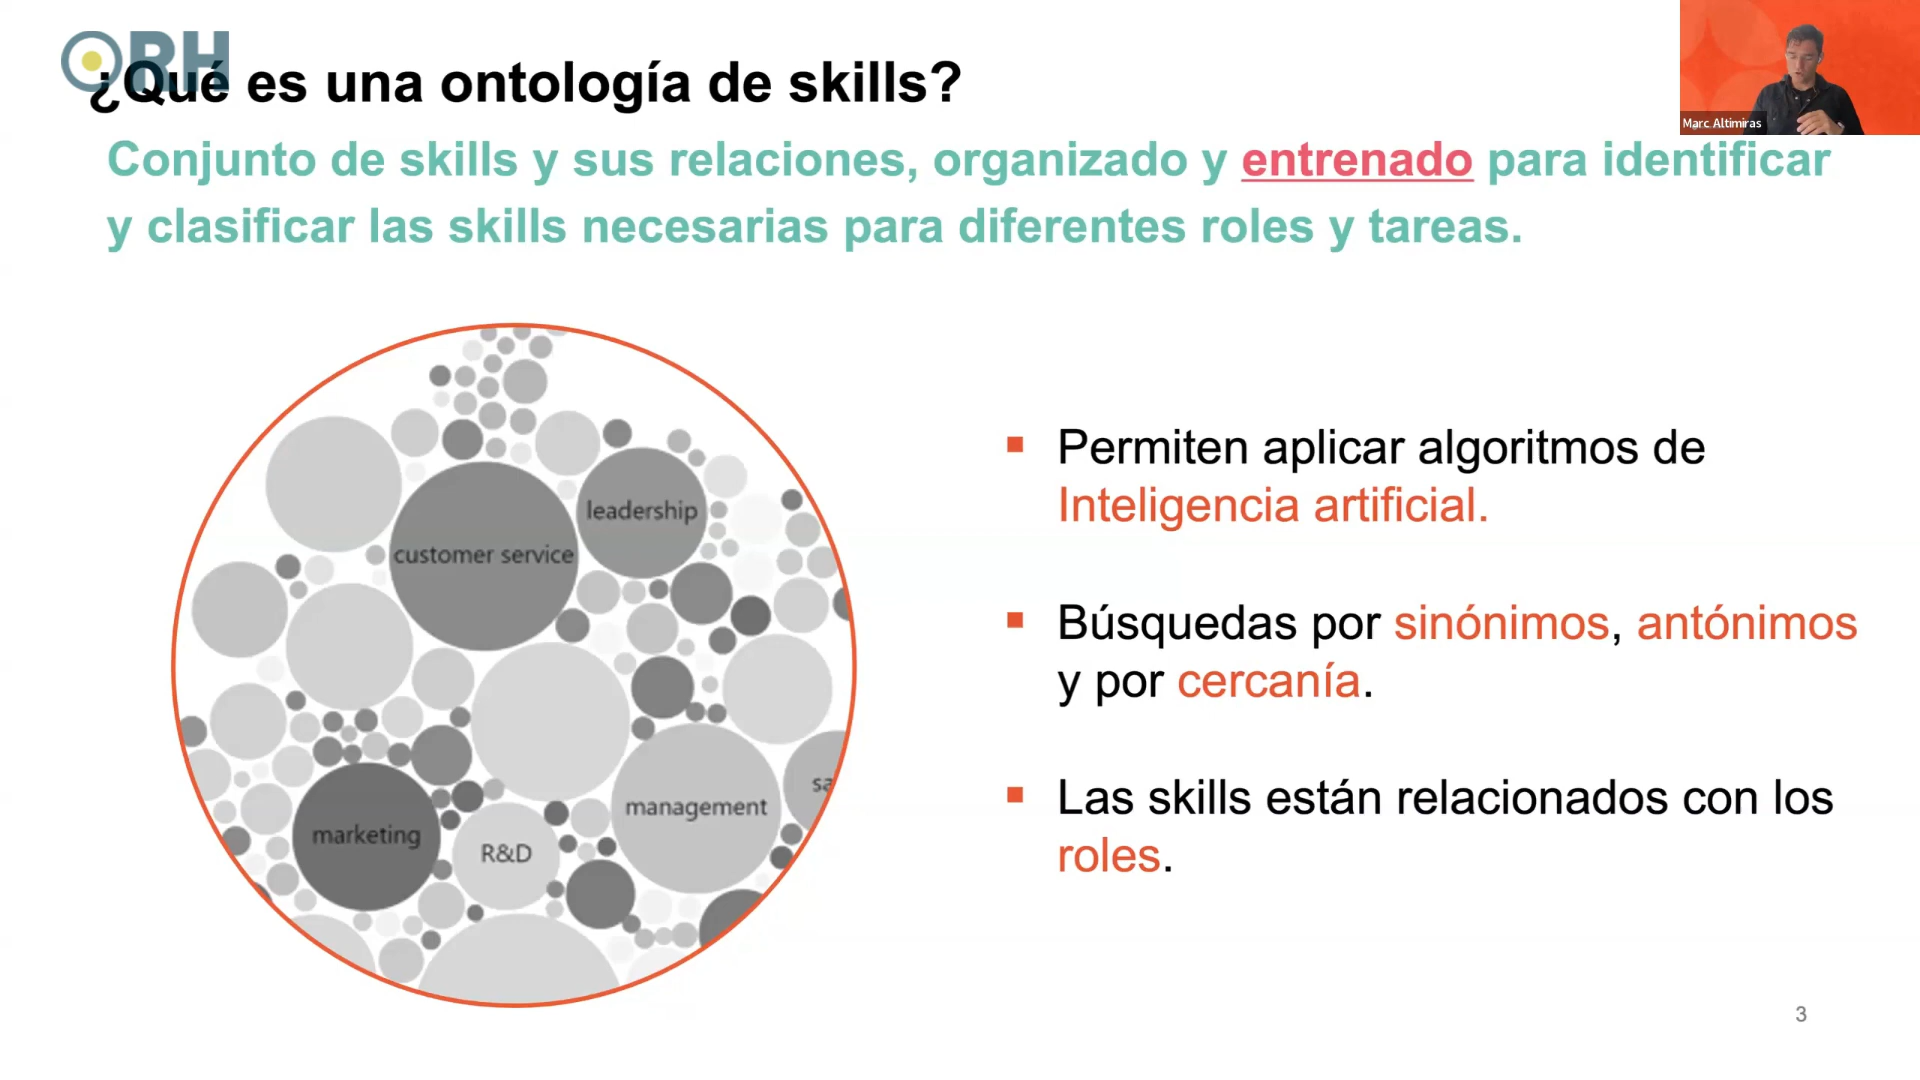 ORH
¿Qué es una ontología de skills?
Marc Altimiras
Conjunto de skills y sus relaciones, organizado y entrenado para identificar
y clasificar las skills necesarias para diferentes roles y tareas.
leadership
customer service
management
sa
marketing
R&D
Permiten aplicar algoritmos de
Inteligencia artificial.
Búsquedas por sinónimos, antónimos
y por cercanía.
Las skills están relacionados con los
roles.
3